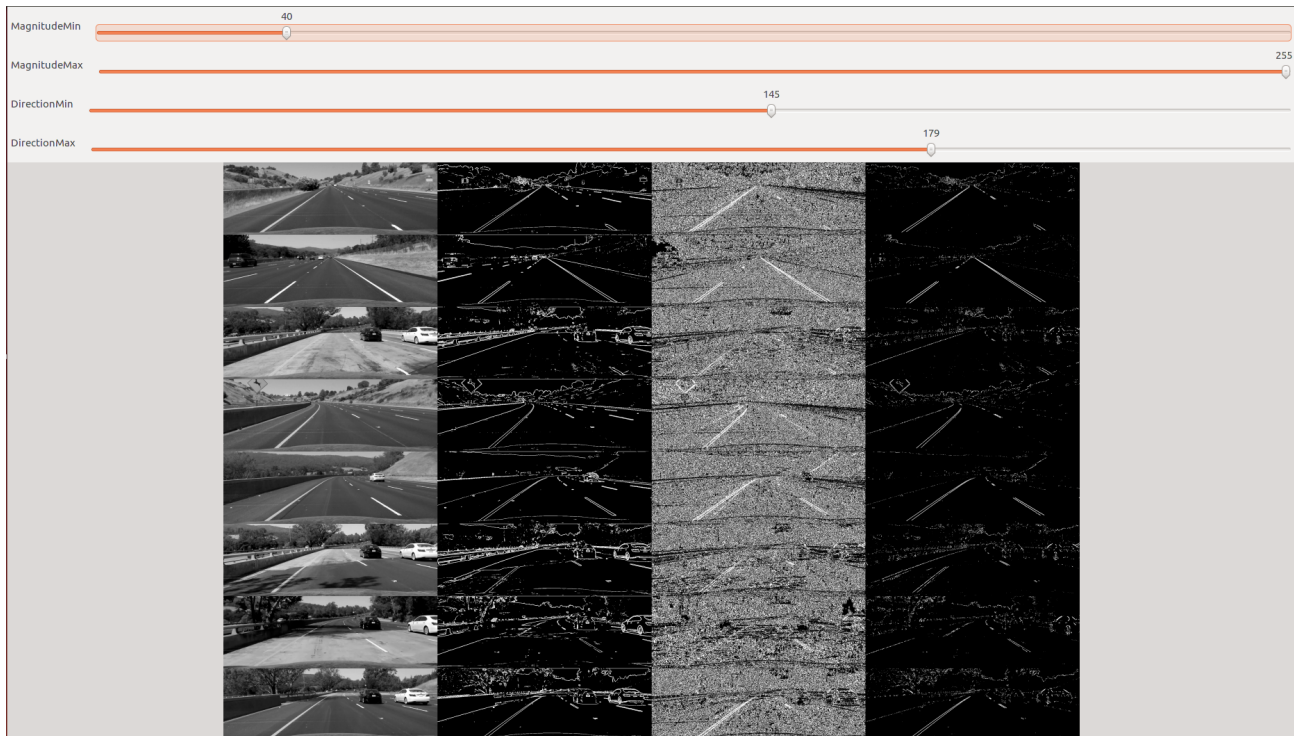 40
MagnitudeMin
255
MagnitudeMax
145
DirectionMin
179
DirectionMax